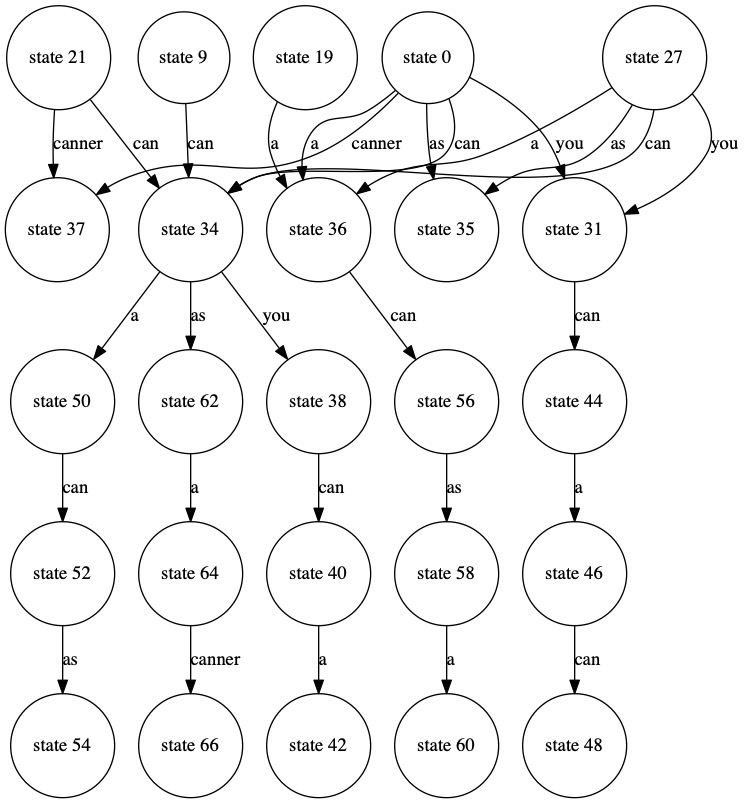 state 21 state 9 state 19 state 0 state 27
canner can can a a canner as can you a as can you
state 37 state 34 state 36 state 35 state 31
a as you can can
state 50 state 62 state 38 state 56 state 44
can a can as a
state 52 state 64 state 40 state 58 state 46
as canner a a can
state 54 state 66 state 42 state 60 state 48